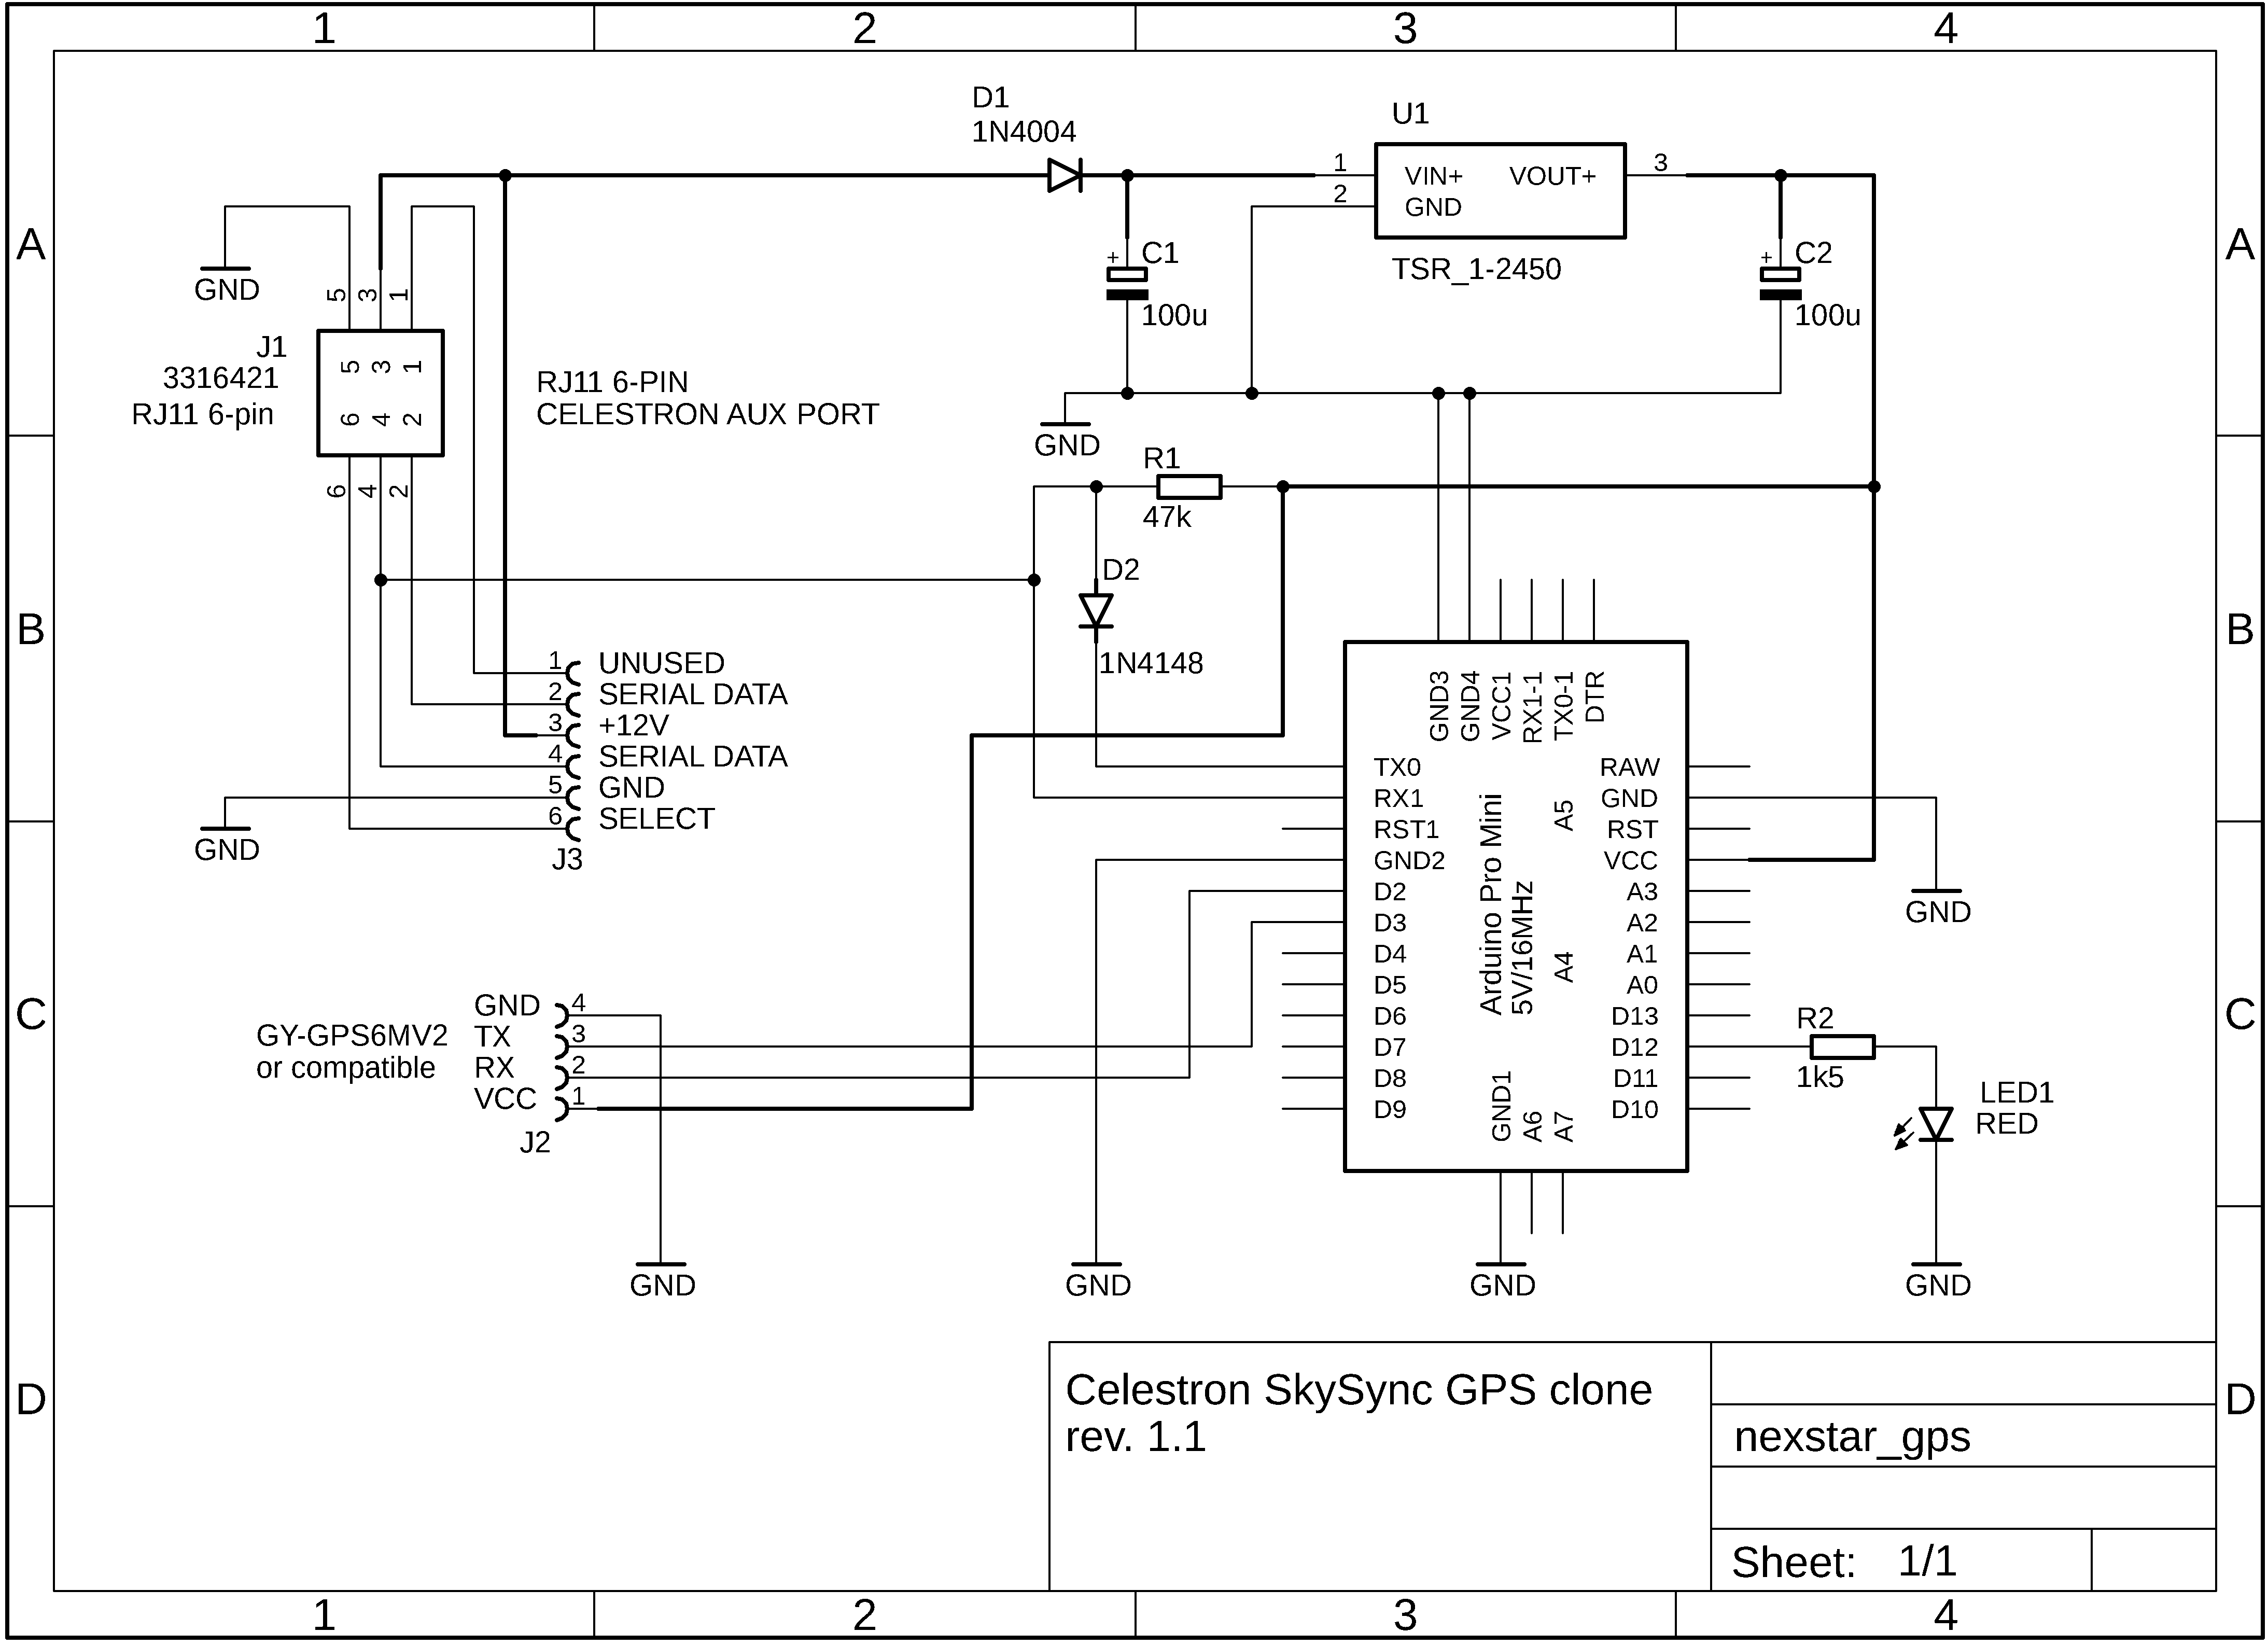 1 2 3 4
A A
B B
C C
D D
D1
1N4004
U1
1 VIN+ VOUT+ 3
2 GND
TSR_1-2450
+ C1
100u
+ C2
100u
GND
5 3 1
J1
3316421
RJ11 6-pin
5 3 1
6 4 2
6 4 2
RJ11 6-PIN
CELESTRON AUX PORT
GND
R1
47k
D2
1N4148
1 UNUSED
2 SERIAL DATA
3 +12V
4 SERIAL DATA
5 GND
6 SELECT
J3
GND
GND3
GND4
VCC1
RX1-1
TX0-1
DTR
TX0
RX1
RST1
GND2
D2
D3
D4
D5
D6
D7
D8
D9
Arduino Pro Mini
5V/16MHz
A5
A4
GND1
A6
A7
RAW
GND
RST
VCC
A3
A2
A1
A0
D13
D12
D11
D10
GND
R2
1k5
LED1
RED
GY-GPS6MV2
or compatible
GND 4
TX 3
RX 2
VCC 1
J2
GND
GND
GND
GND
Celestron SkySync GPS clone
rev. 1.1
nexstar_gps
Sheet: 1/1
1 2 3 4